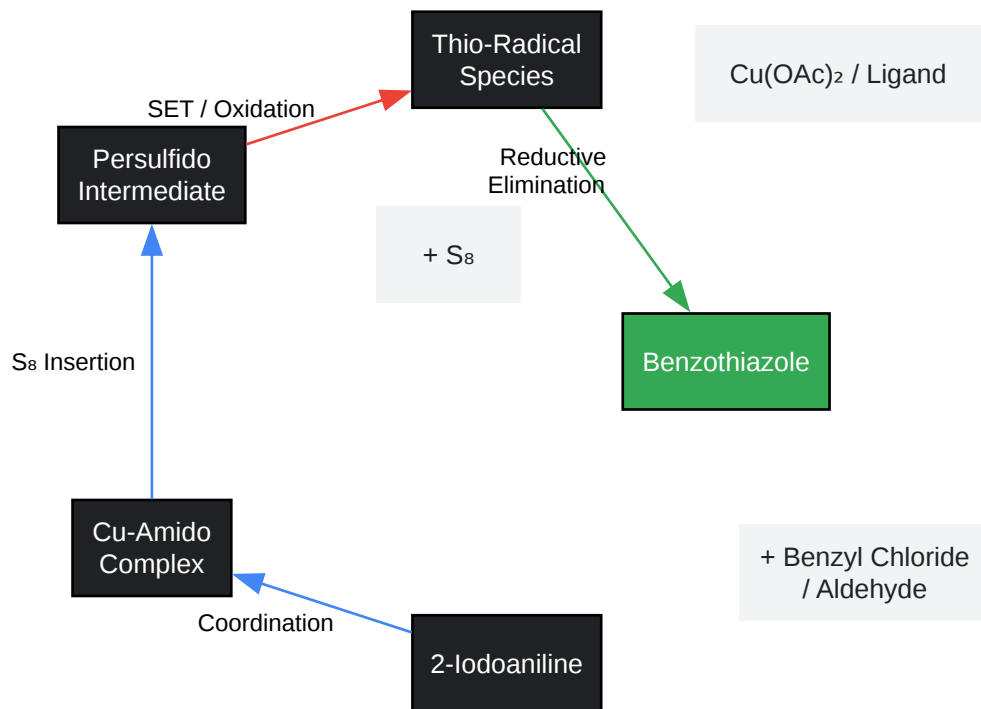 Thio-Radical
Species
Cu(OAc)₂ / Ligand
SET / Oxidation
Persulfido
Intermediate
Reductive
Elimination
+ S₈
S₈ Insertion
Benzothiazole
Cu-Amido
Complex
+ Benzyl Chloride
/ Aldehyde
Coordination
2-Iodoaniline